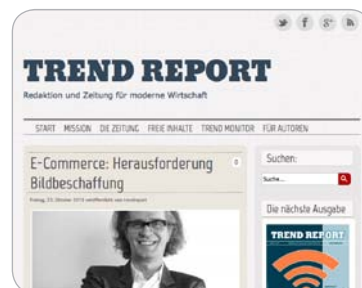 TREND REPORT
Redaktion und Zeitung für moderne Wirtschaft
START MISSION DIE ZEITUNG FREIE INHALTE TREND MONITOR FÜR AUTOREN
E-Commerce: Herausforderung
Bildbeschaffung
0
Suchen:
Suche...
Die nächste Ausgabe
TREND REPORT